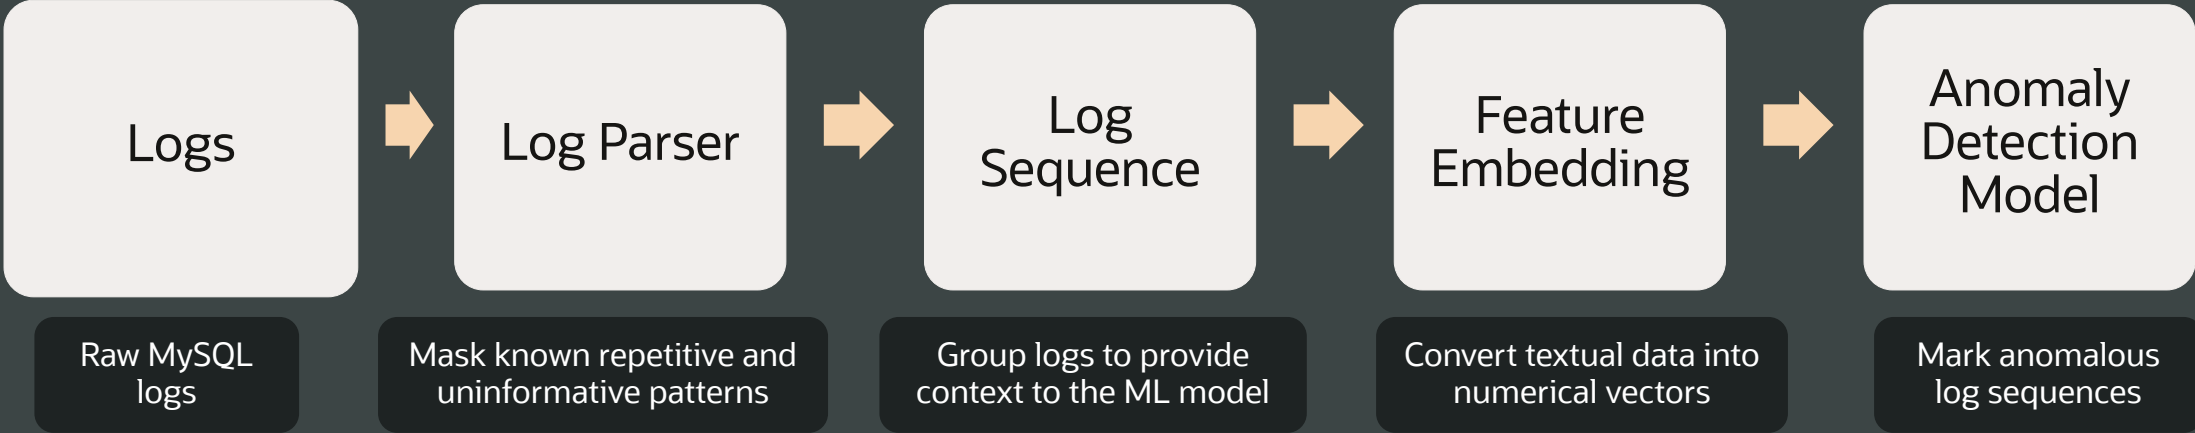 Logs
Log Parser
Log
Sequence
Feature
Embedding
Anomaly
Detection
Model
Raw MySQL
logs
Mask known repetitive and
uninformative patterns
Group logs to provide
context to the ML model
Convert textual data into
numerical vectors
Mark anomalous
log sequences